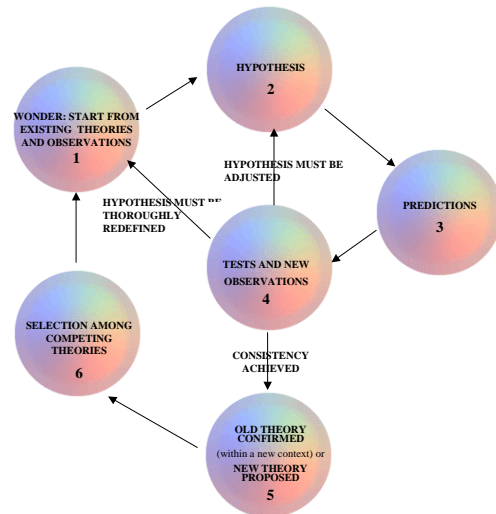 HYPOTHESIS
2
WONDER: START FROM
EXISTING THEORIES
AND OBSERVATIONS
1
HYPOTHESIS MUST BE
ADJUSTED
HYPOTHESIS MUST BE
THOROUGHLY
REDEFINED
PREDICTIONS
3
TESTS AND NEW
OBSERVATIONS
4
SELECTION AMONG
COMPETING
THEORIES
6
CONSISTENCY
ACHIEVED
OLD THEORY
CONFIRMED
(within a new context) or
NEW THEORY
PROPOSED
5